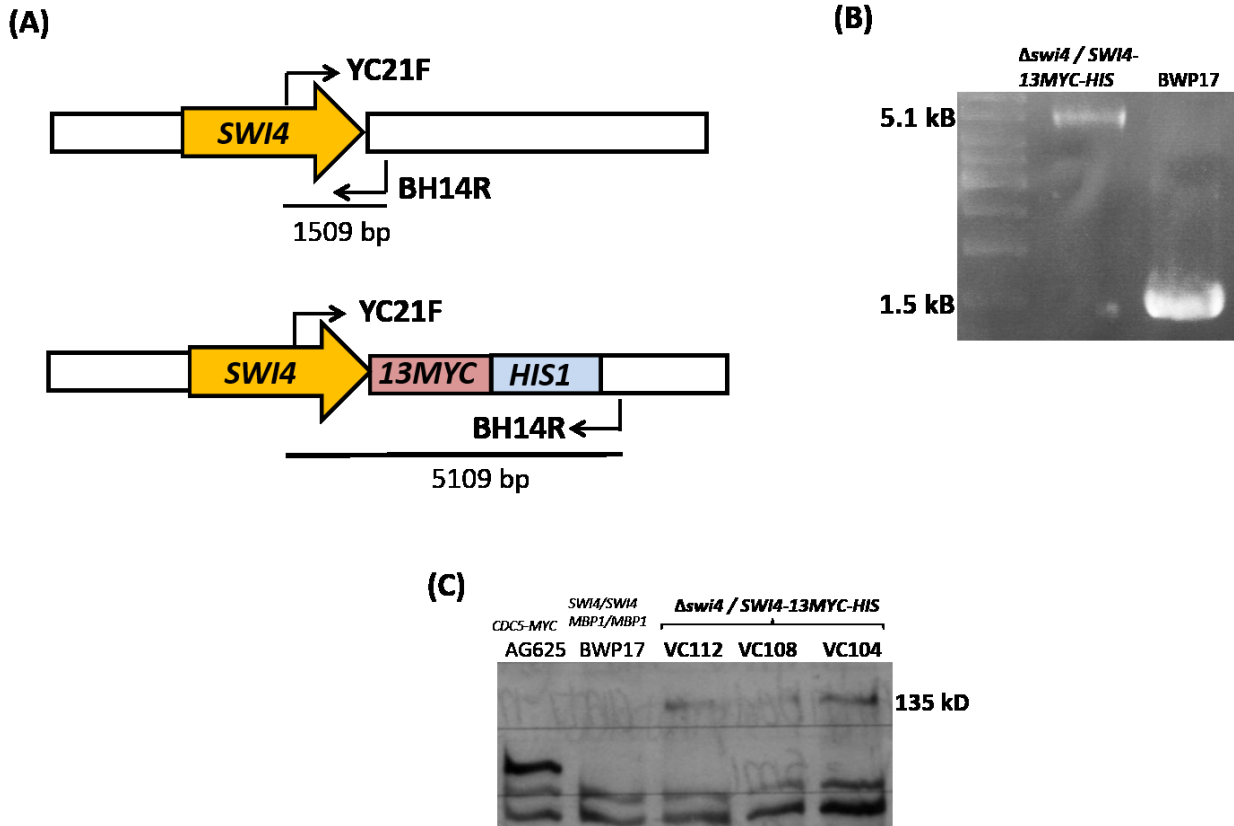 (A)
YC21F
SWI4
BH14R
1509 bp
YC21F
SWI4 13MYC HIS1
BH14R
5109 bp
(B)
Δswi4 / SWI4-
13MYC-HIS BWP17
5.1 kB
1.5 kB
(C)
SWI4/SWI4 Δswi4 / SWI4-13MYC-HIS
CDC5-MYC MBP1/MBP1
AG625 BWP17 VC112 VC108 VC104
135 kD